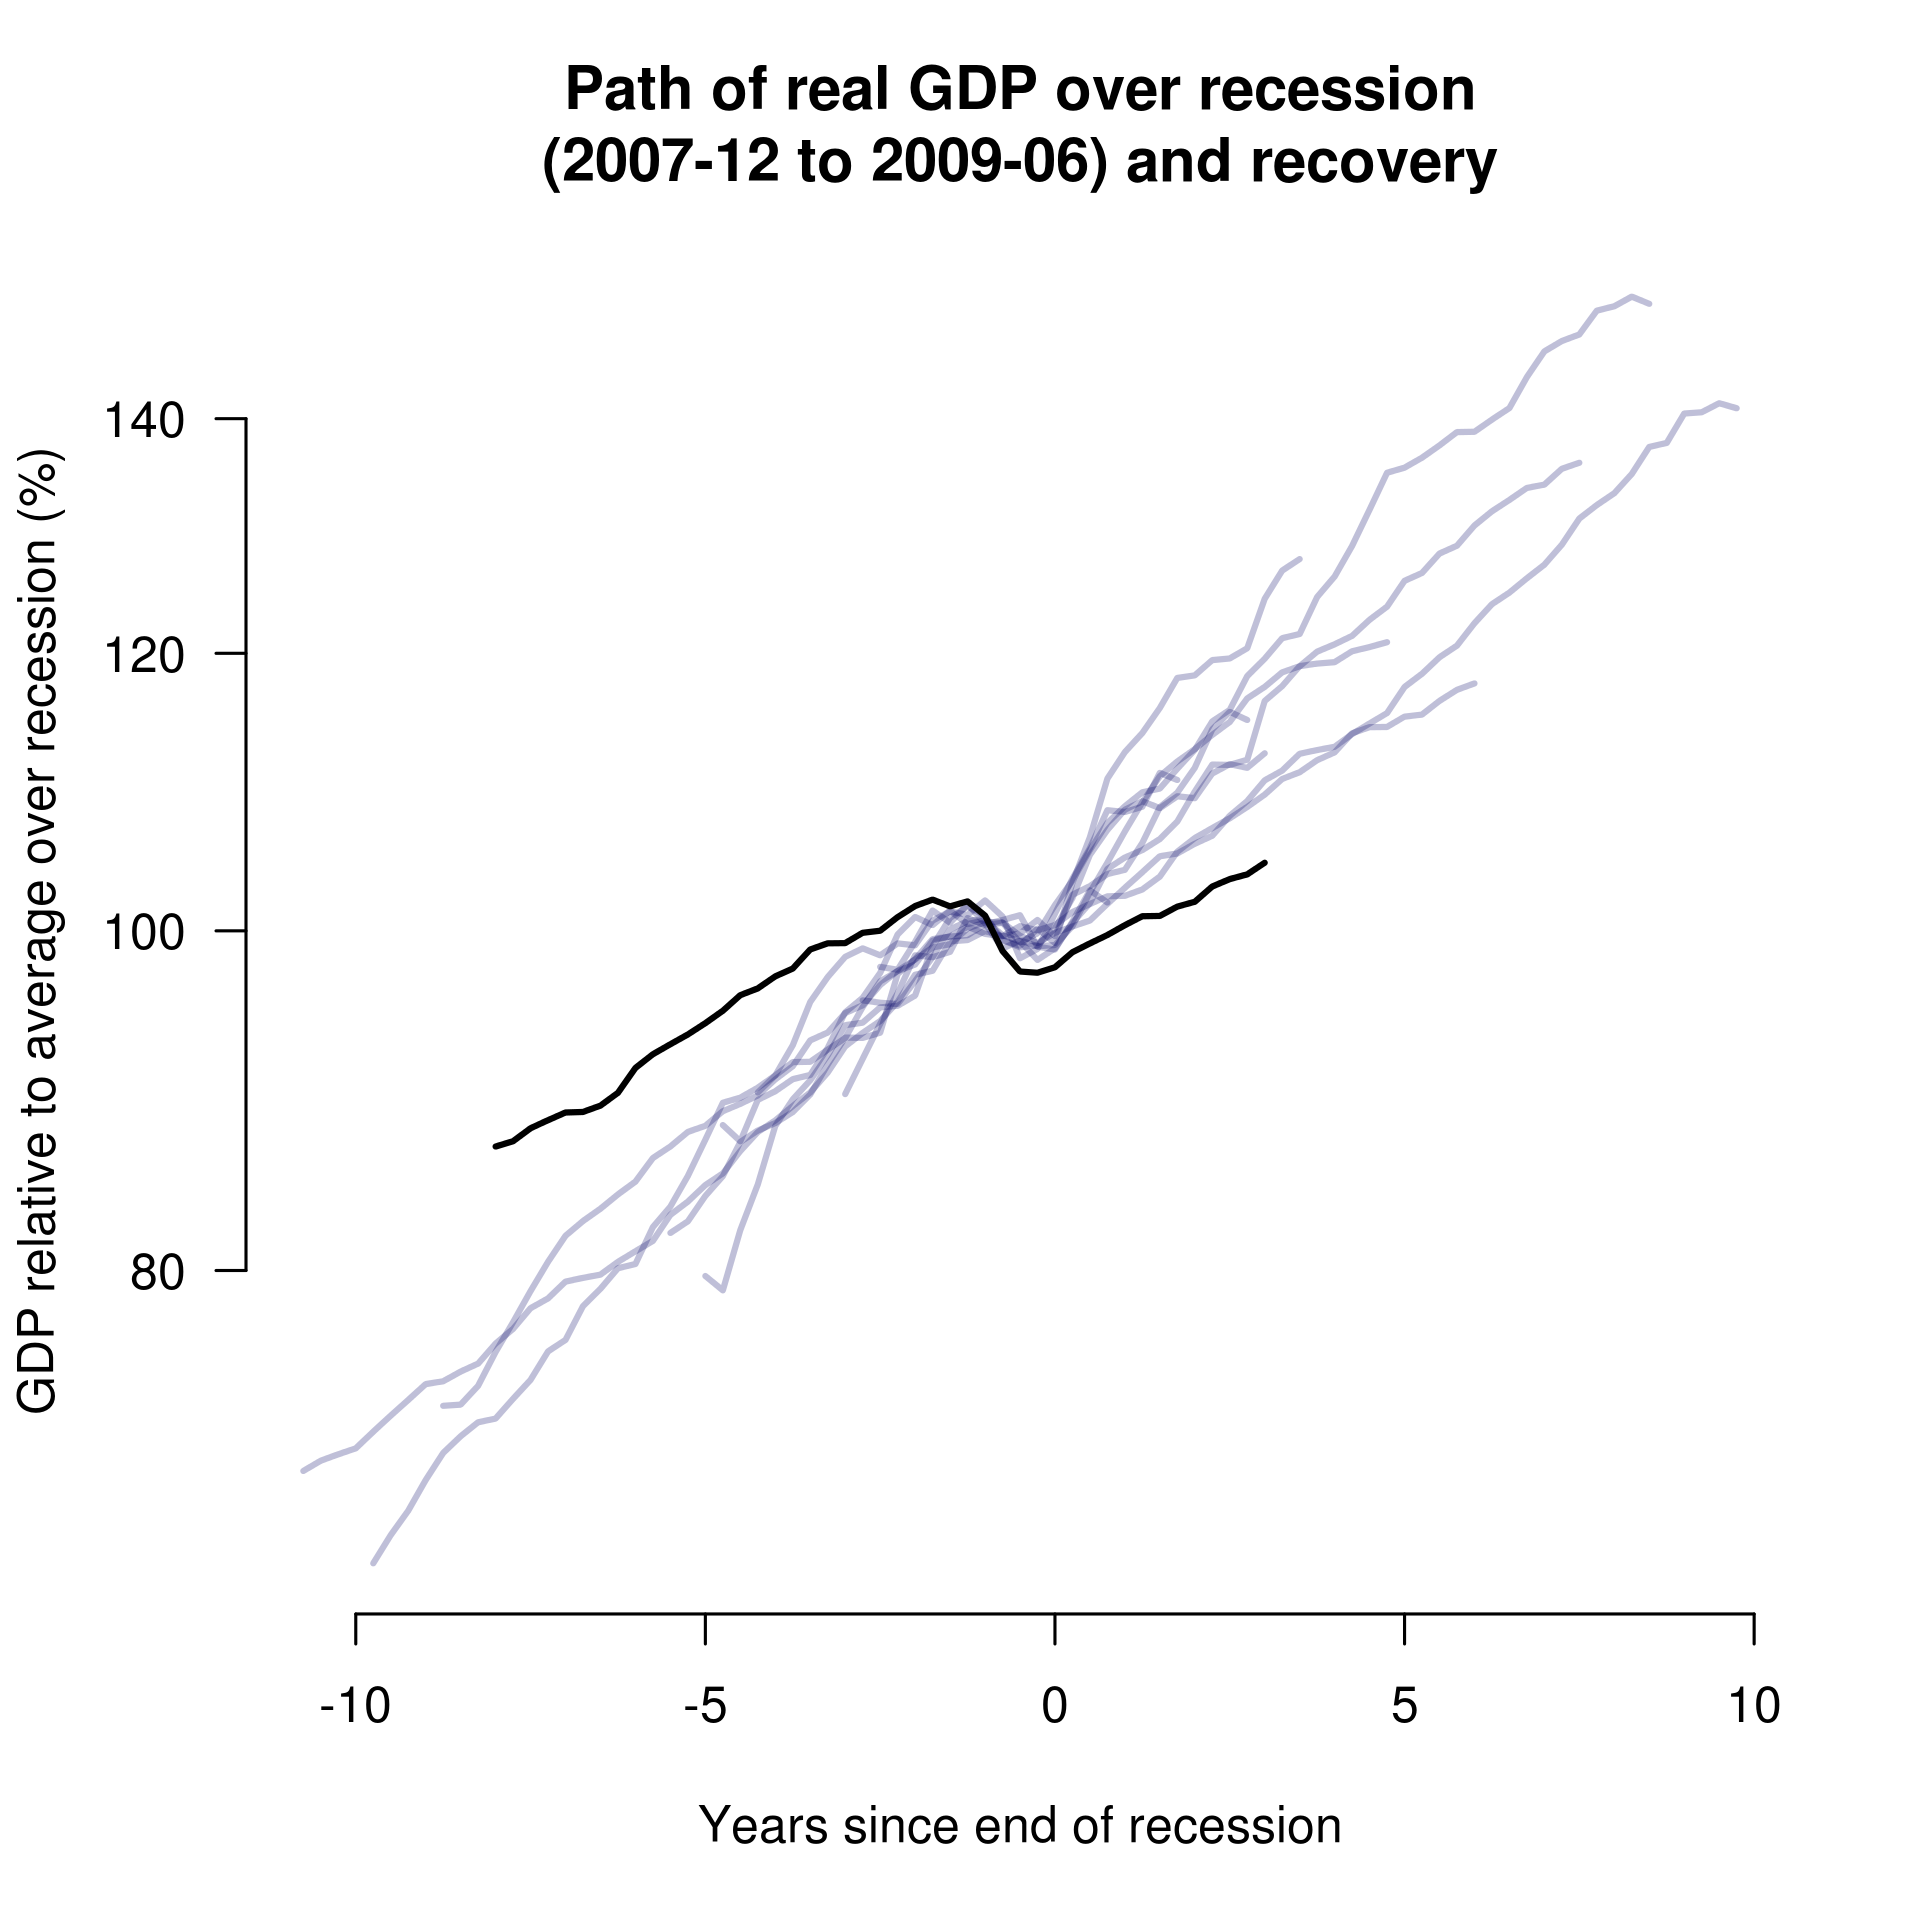 Path of real GDP over recession
(2007-12 to 2009-06) and recovery
GDP relative to average over recession (%)
140
120
100
80
-10
-5
0
5
10
Years since end of recession